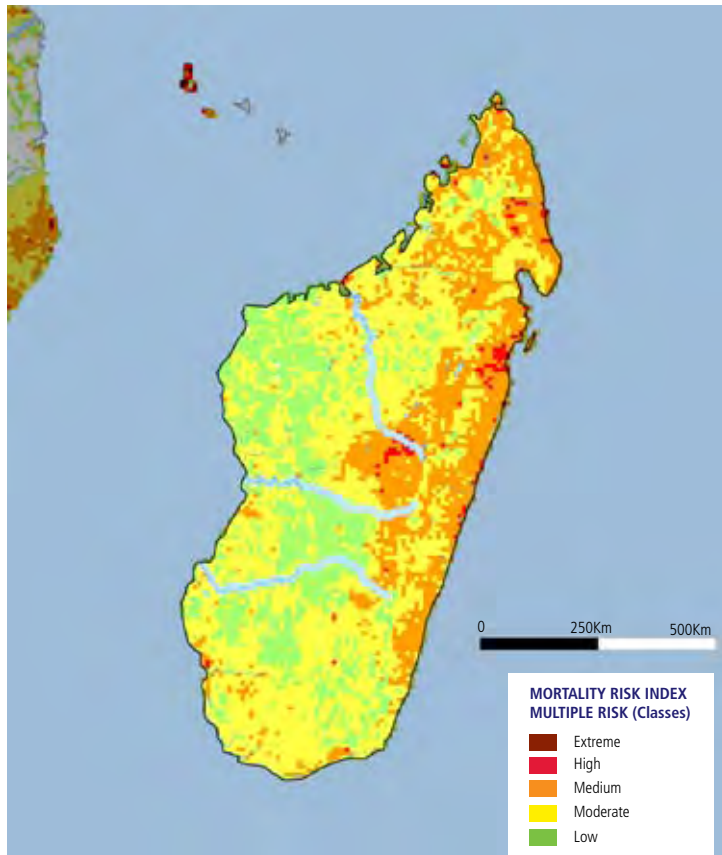 0 250Km 500Km
MORTALITY RISK INDEX
MULTIPLE RISK (Classes)
Extreme
High
Medium
Moderate
Low